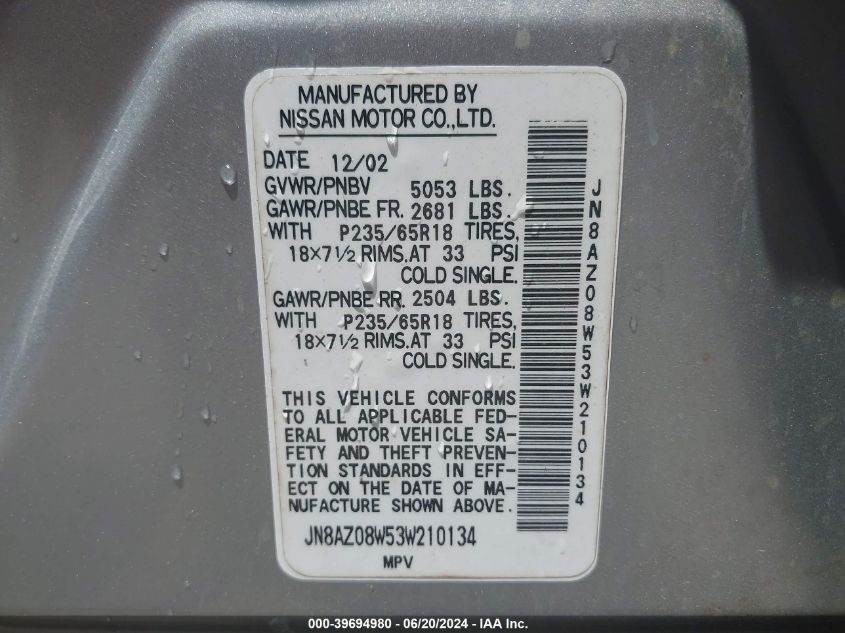 MANUFACTURED BY
NISSAN MOTOR CO.,LTD.
DATE 12/02
GVWR/PNBV 5053 LBS.
GAWR/PNBE FR. 2681 LBS.
WITH P235/65R18 TIRES,
18×7 1/2 RIMS,AT 33 PSI
COLD SINGLE.
GAWR/PNBE RR. 2504 LBS.
WITH P235/65R18 TIRES,
18×7 1/2 RIMS,AT 33 PSI
COLD SINGLE.
THIS VEHICLE CONFORMS
TO ALL APPLICABLE FED-
ERAL MOTOR VEHICLE SA-
FETY AND THEFT PREVEN-
TION STANDARDS IN EFF-
ECT ON THE DATE OF MA-
NUFACTURE SHOWN ABOVE.
JN8AZ08W53W210134
MPV
JN8AZ08W53W210134
000-39694980 - 06/20/2024 - IAA Inc.